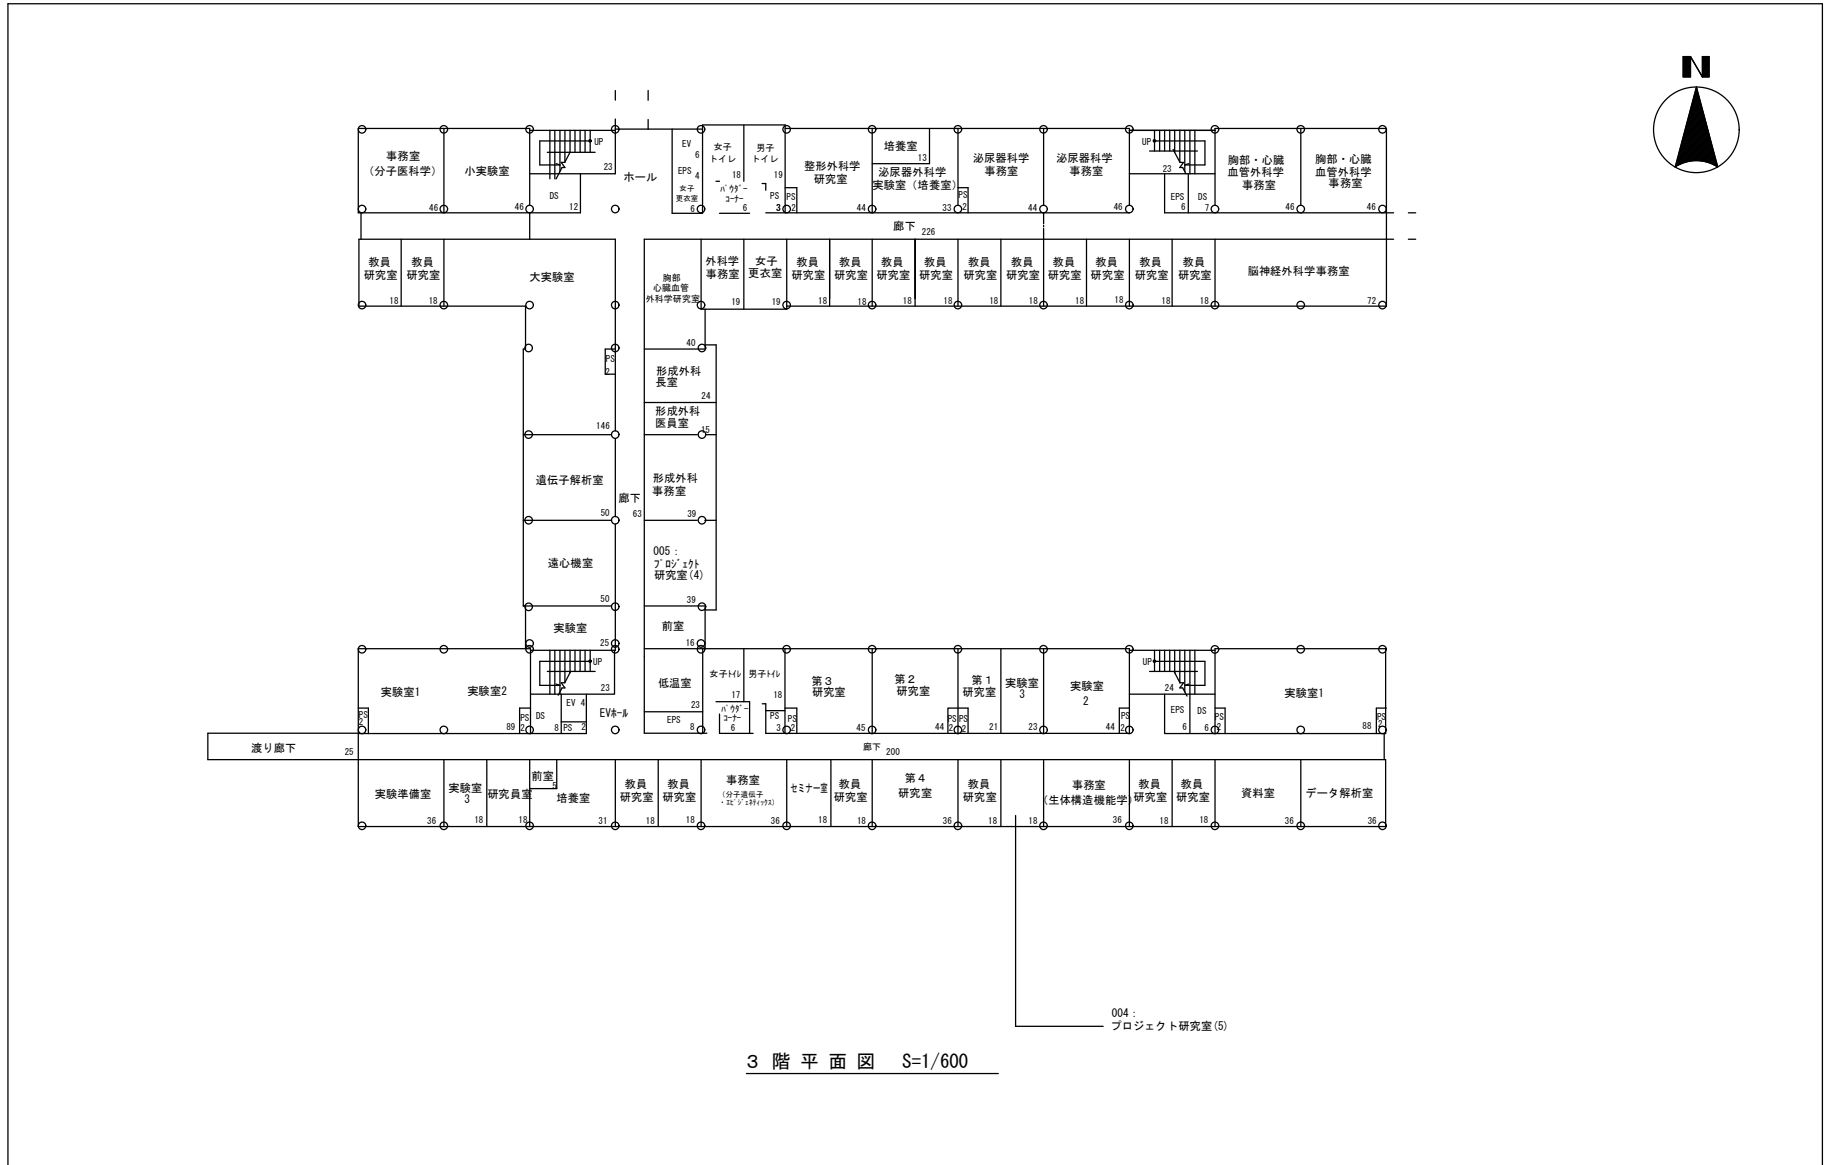 N
事務室
(分子医科学)
46
小実験室
46
UP
23
DS
12
ホール
EV
6
EPS
4
女子
更衣室
6
女子
トイレ
18
パウダー
コーナー
6
男子
トイレ
19
PS
3
PS
2
整形外科学
研究室
44
培養室
13
泌尿器外科学
実験室（培養室）
33
PS
2
泌尿器科学
事務室
44
泌尿器科学
事務室
46
UP
23
EPS
6
DS
7
胸部・心臓
血管外科学
事務室
46
胸部・心臓
血管外科学
事務室
46
廊下
226
教員
研究室
18
教員
研究室
18
大実験室
PS
2
146
胸部
心臓血管
外科学研究室
40
外科学
事務室
19
女子
更衣室
19
教員
研究室
18
教員
研究室
18
教員
研究室
18
教員
研究室
18
教員
研究室
18
教員
研究室
18
教員
研究室
18
教員
研究室
18
教員
研究室
18
教員
研究室
18
脳神経外科学事務室
72
形成外科
長室
24
形成外科
医員室
15
遺伝子解析室
50
廊下
63
形成外科
事務室
39
遠心機室
50
005：
プロジェクト
研究室(4)
39
実験室
25
前室
16
実験室1
PS
2
実験室2
89
PS
2
UP
23
DS
8
EV 4
PS 2
EVホール
低温室
23
EPS
8
女子トイレ
17
パウダー
コーナー
6
男子トイレ
18
PS
3
PS
2
第３
研究室
45
第２
研究室
44
PS
2
PS
2
第１
研究室
21
実験室
3
23
実験室
2
44
PS
2
UP
24
EPS
6
DS
6
PS
2
実験室1
88
PS
2
渡り廊下
25
廊下
200
実験準備室
36
実験室
3
18
研究員室
18
前室
5
培養室
31
教員
研究室
18
教員
研究室
18
事務室
(分子遺伝子
・エピジェネティックス)
36
セミナー室
18
教員
研究室
18
第４
研究室
36
教員
研究室
18
18
事務室
(生体構造機能学)
36
教員
研究室
18
教員
研究室
18
資料室
36
データ解析室
36
004：
プロジェクト研究室(5)
３階平面図 S=1/600